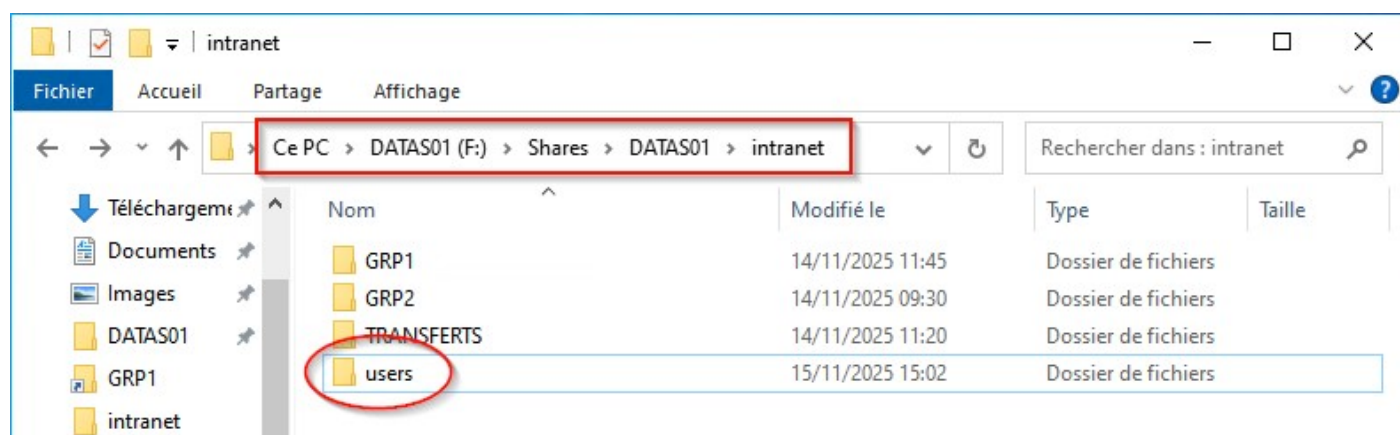 intranet
Fichier Accueil Partage Affichage
Ce PC > DATAS01 (F:) > Shares > DATAS01 > intranet Rechercher dans : intranet
Nom Modifié le Type Taille
Téléchargeme
Documents
Images
DATAS01
GRP1
intranet
GRP1 14/11/2025 11:45 Dossier de fichiers
GRP2 14/11/2025 09:30 Dossier de fichiers
TRANSFERTS 14/11/2025 11:20 Dossier de fichiers
users 15/11/2025 15:02 Dossier de fichiers